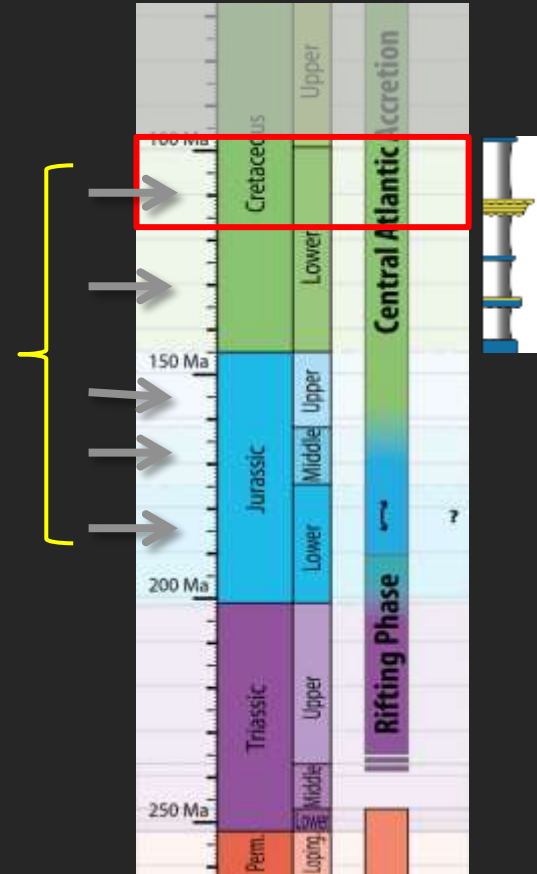 Upper
Accretion
100 Ma
Cretaceous
Central Atlantic
Lower
150 Ma
Upper
Middle
Jurassic
?
?
Lower
200 Ma
Rifting Phase
Triassic
Upper
Middle
250 Ma
Lower
Perm.
Loping.